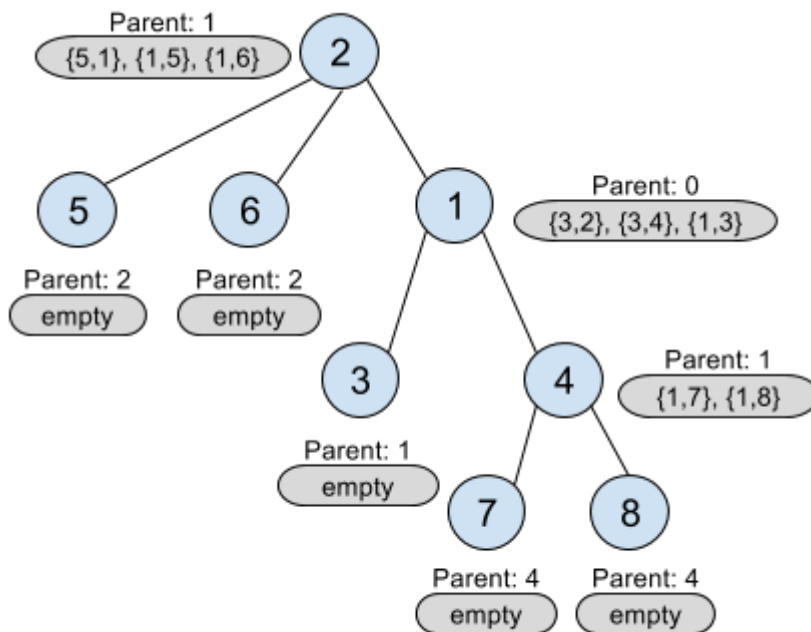 Parent: 1
{5,1}, {1,5}, {1,6}
2
5
6
1
Parent: 0
{3,2}, {3,4}, {1,3}
Parent: 2
empty
Parent: 2
empty
3
4
Parent: 1
{1,7}, {1,8}
Parent: 1
empty
7
8
Parent: 4
empty
Parent: 4
empty